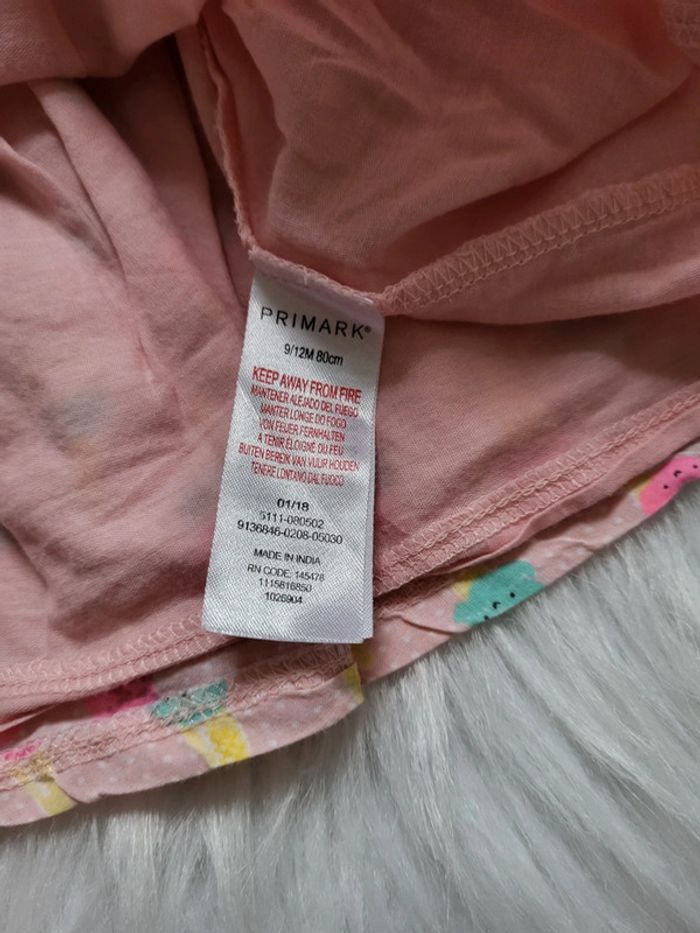 PRIMARK®
9/12M 80cm
KEEP AWAY FROM FIRE
MANTENER ALEJADO DEL FUEGO
MANTER LONGE DO FOGO
VON FEUER FERNHALTEN
A TENIR ÉLOIGNÉ DU FEU
BUITEN BEREIK VAN VUUR HOUDEN
TENERE LONTANO DAL FUOCO
01/18
5111-080502
9136846-0208-05030
MADE IN INDIA
RN CODE: 145478
1115816850
1026904